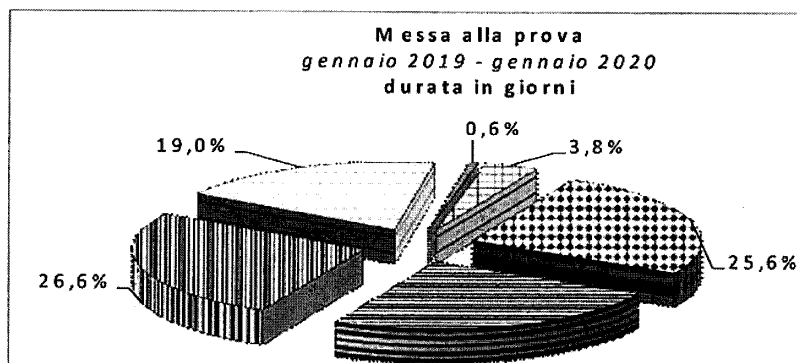 Messa alla prova
gennaio 2019 - gennaio 2020
durata in giorni
0,6%
19,0%
3,8%
26,6%
25,6%